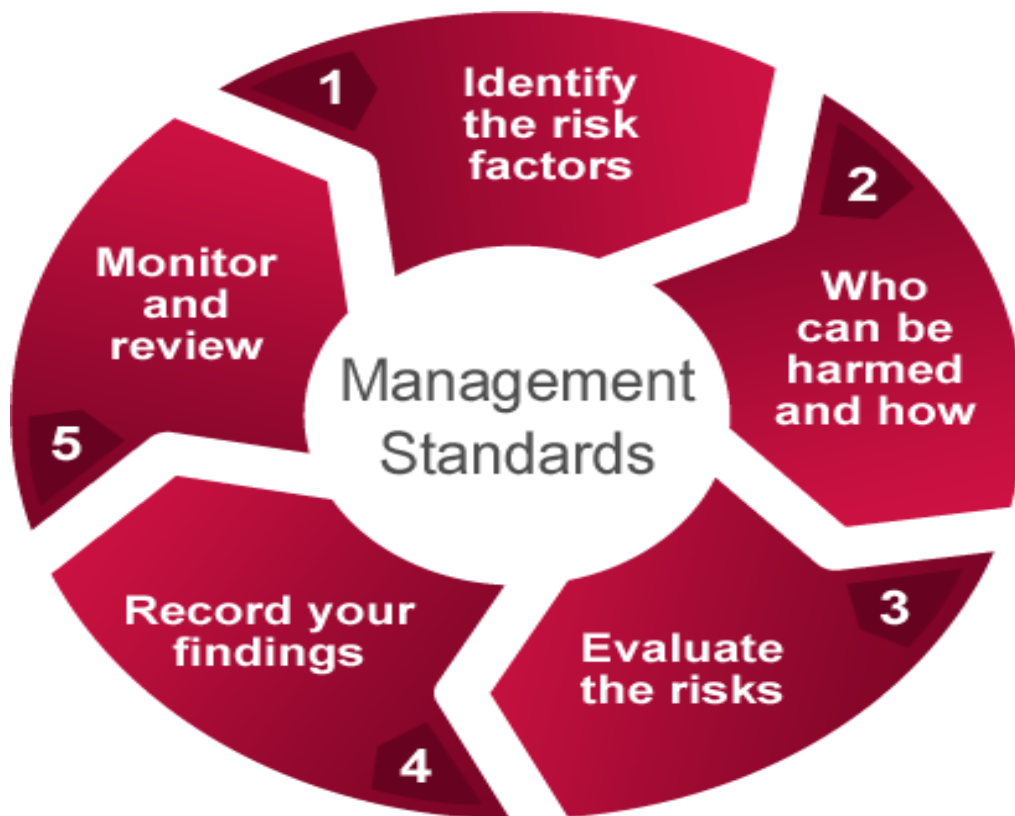 1
Identify
the risk
factors
2
Who
can be
harmed
and how
3
Evaluate
the risks
4
Record your
findings
5
Monitor
and
review
Management
Standards